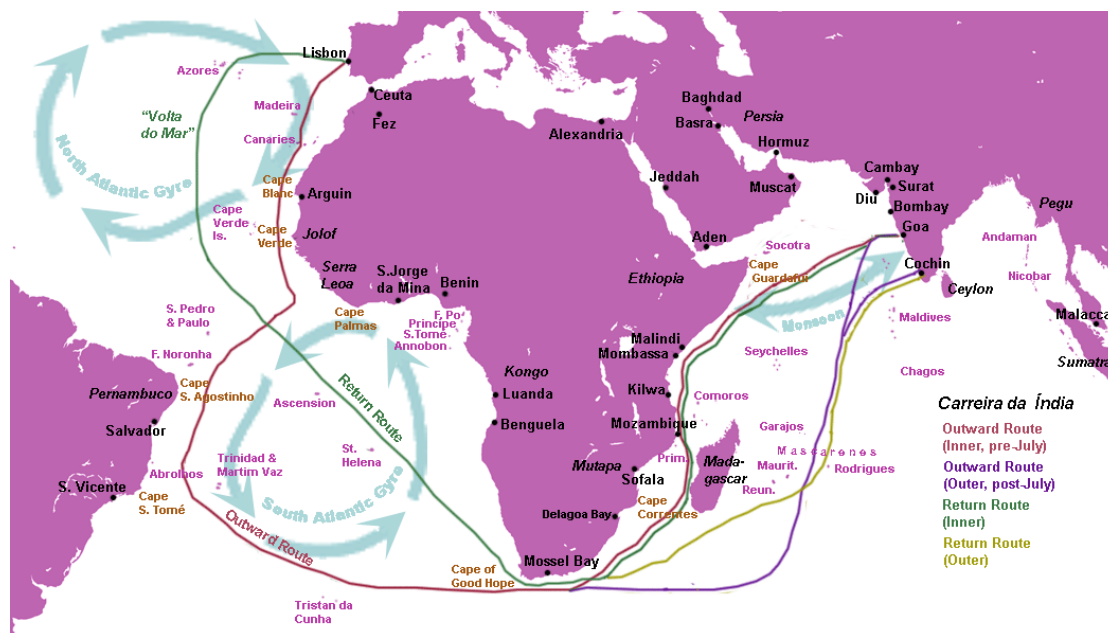 Lisbon
Azores
Ceuta
Fez
Madeira
"Volta
do Mar"
Canaries
North Atlantic Gyre
Alexandria
Baghdad
Basra
Persia
Hormuz
Muscat
Jeddah
Aden
Cambay
Surat
Diu
Bombay
Goa
Pegu
Cape
Blanc
Arguin
Cape
Verde
Is.
Cape
Verde
Jolof
Serra
Leoa
S.Jorge
da Mina
Benin
Ethiopia
Socotra
Cape
Guardafui
Cochin
Ceylon
Andaman
Nicobar
Malacca
Sumatra
Monsoon
Maldives
S. Pedro
& Paulo
Cape
Palmas
F. Po
Principe
S.Tome
Annobon
Malindi
Mombassa
Seychelles
Chagos
F. Noronha
Pernambuco
Cape
S. Agostinho
Ascension
Return Route
Kongo
Luanda
Benguela
Kilwa
Comoros
Mozambique
Garajos
Mascarenes
Salvador
Abrolhos
Trinidad &
Martim Vaz
St.
Helena
Mutapa
Sofala
Prim.
Mada-
gascar
Maurit.
Rodrigues
Reun.
S. Vicente
Cape
S. Tomé
South Atlantic Gyre
Outward Route
Delagoa Bay
Cape
Correntes
Cape of
Good Hope
Mossel Bay
Tristan da
Cunha
Carreira da Índia
Outward Route
(Inner, pre-July)
Outward Route
(Outer, post-July)
Return Route
(Inner)
Return Route
(Outer)